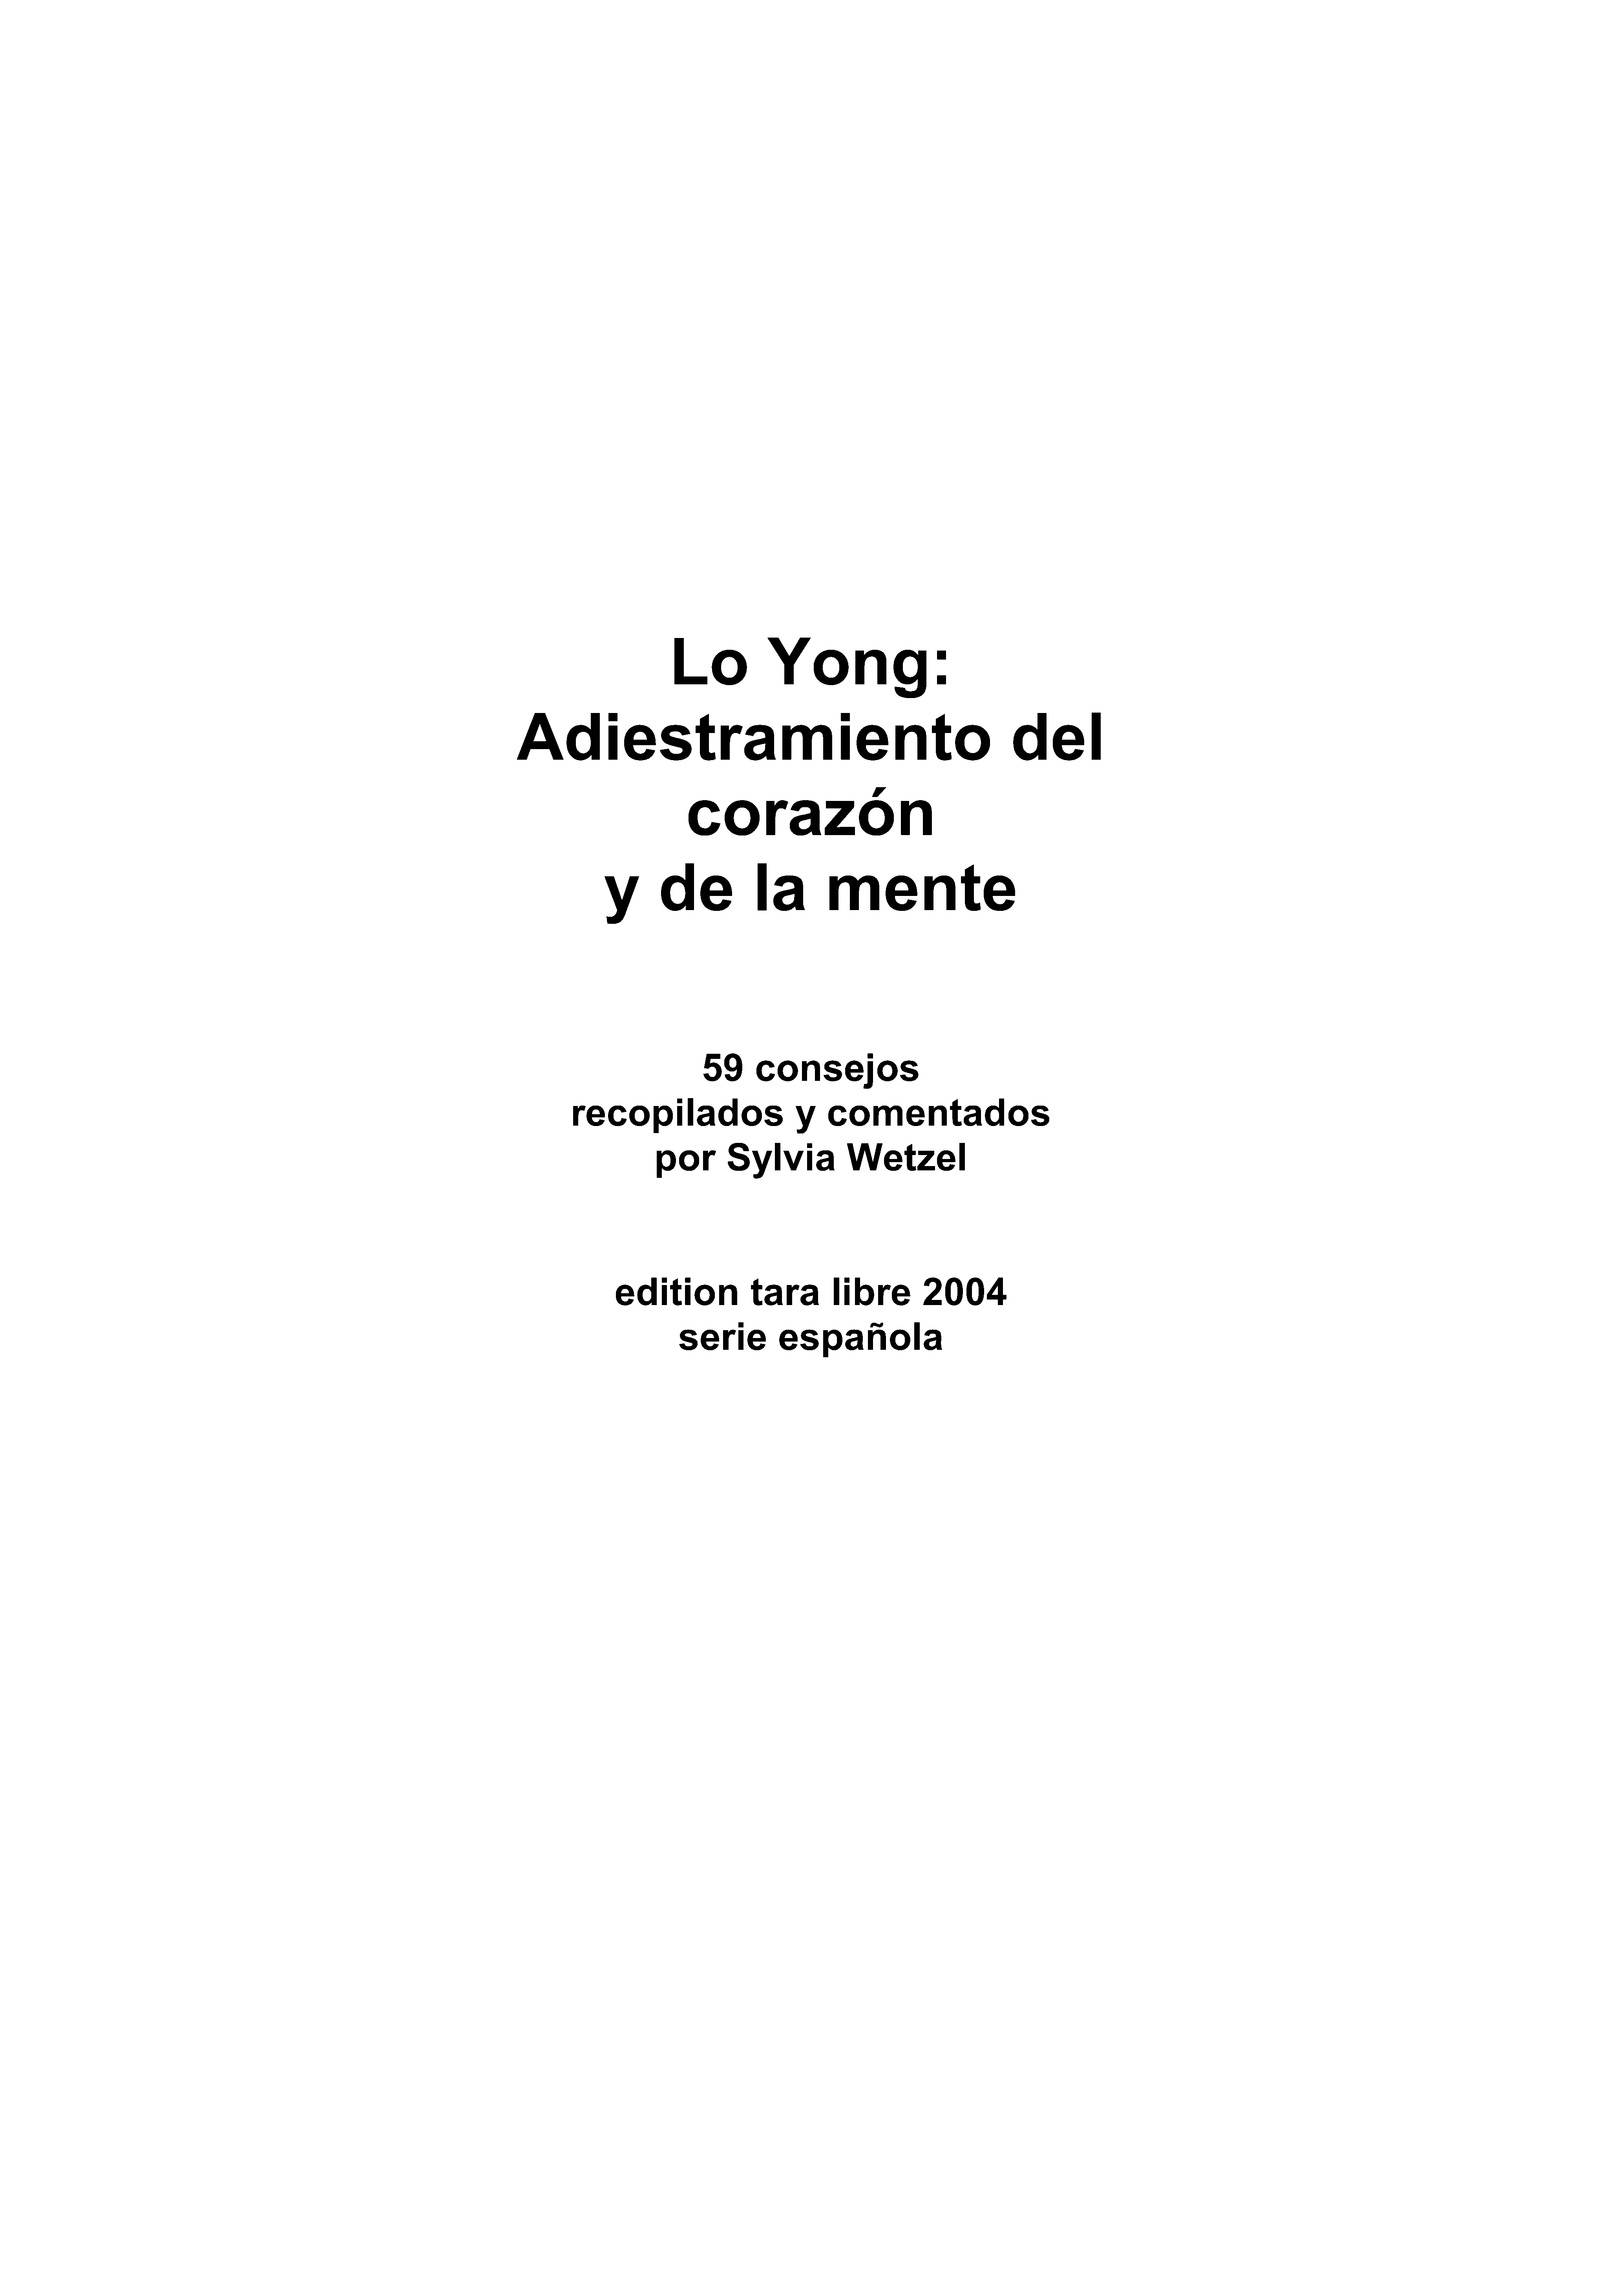 Lo Yong:
Adiestramiento del
corazón
y de la mente
59 consejos
recopilados y comentados
por Sylvia Wetzel
edition tara libre 2004
serie española